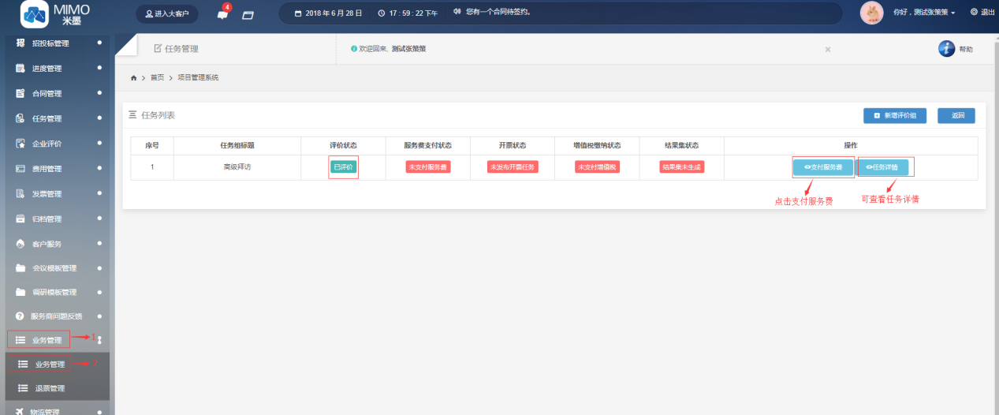 MIMO
米墨
进入大客户
4
2018 年 6 月 28 日
17 : 59 : 22 下午
您有一个合同待签约。
你好，测试张策策
退出
招投标管理
进度管理
合同管理
任务管理
企业评价
费用管理
发票管理
归档管理
客户服务
会议模板管理
调研模板管理
服务商问题反馈
业务管理
1
业务管理
2
退票管理
物流管理
任务管理
欢迎回来, 测试张策策
×
帮助
首页 > 项目管理系统
任务列表
新增评价组
返回
序号 任务组标题 评价状态 服务费支付状态 开票状态 增值税缴纳状态 结果集状态 操作
1 高级拜访 已评价 未支付服务费 未发布开票任务 未支付增值税 结果集未生成 支付服务费 任务详情
点击支付服务费
可查看任务详情